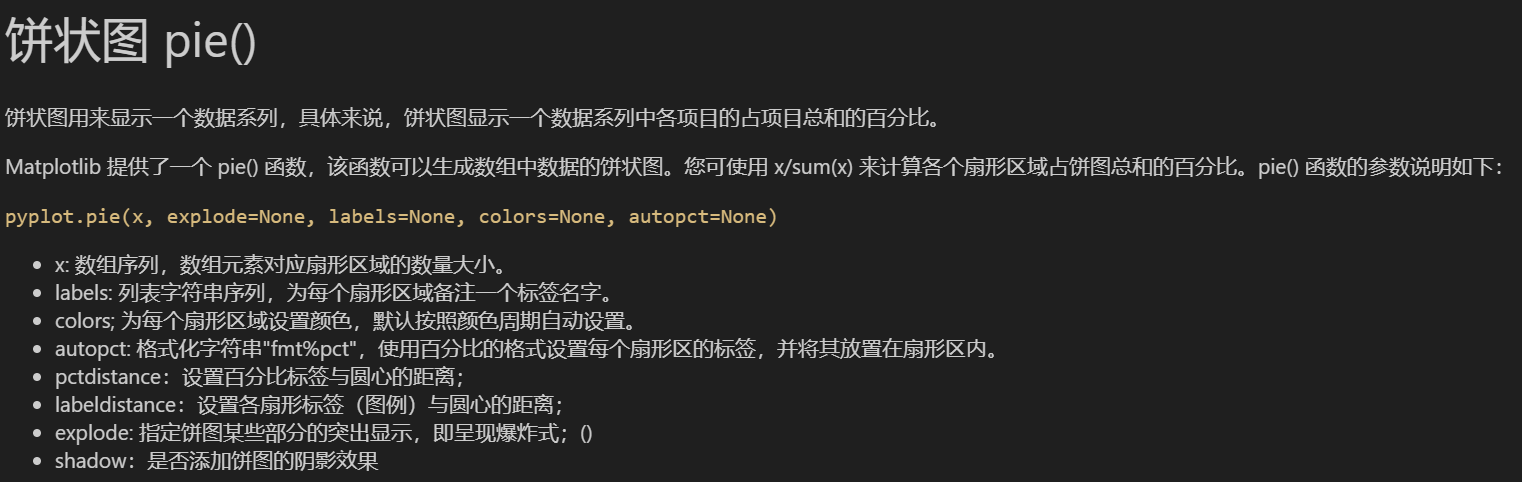 饼状图 pie()
饼状图用来显示一个数据系列，具体来说，饼状图显示一个数据系列中各项目的占项目总和的百分比。
Matplotlib 提供了一个 pie() 函数，该函数可以生成数组中数据的饼状图。您可使用 x/sum(x) 来计算各个扇形区域占饼图总和的百分比。pie() 函数的参数说明如下：
pyplot.pie(x, explode=None, labels=None, colors=None, autopct=None)
• x: 数组序列，数组元素对应扇形区域的数量大小。
• labels: 列表字符串序列，为每个扇形区域备注一个标签名字。
• colors; 为每个扇形区域设置颜色，默认按照颜色周期自动设置。
• autopct: 格式化字符串"fmt%pct"，使用百分比的格式设置每个扇形区的标签，并将其放置在扇形区内。
• pctdistance：设置百分比标签与圆心的距离；
• labeldistance：设置各扇形标签（图例）与圆心的距离；
• explode: 指定饼图某些部分的突出显示，即呈现爆炸式；()
• shadow：是否添加饼图的阴影效果